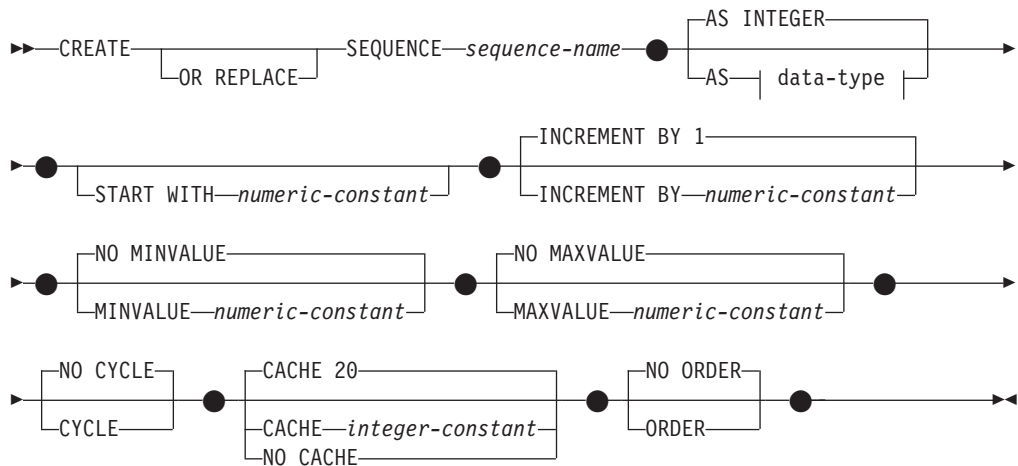 AS INTEGER
CREATE SEQUENCE sequence-name
OR REPLACE AS data-type
INCREMENT BY 1
START WITH numeric-constant INCREMENT BY numeric-constant
NO MINVALUE NO MAXVALUE
MINVALUE numeric-constant MAXVALUE numeric-constant
NO CYCLE CACHE 20 NO ORDER
CYCLE CACHE integer-constant ORDER
NO CACHE